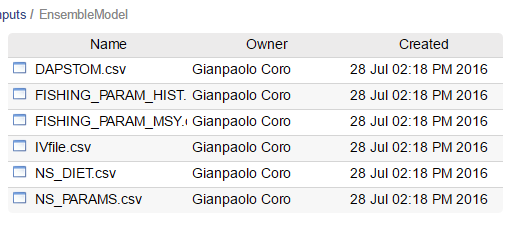 nputs / EnsembleModel
Name Owner Created
DAPSTOM.csv Gianpaolo Coro 28 Jul 02:18 PM 2016
FISHING_PARAM_HIST. Gianpaolo Coro 28 Jul 02:18 PM 2016
FISHING_PARAM_MSY.c Gianpaolo Coro 28 Jul 02:18 PM 2016
IVfile.csv Gianpaolo Coro 28 Jul 02:18 PM 2016
NS_DIET.csv Gianpaolo Coro 28 Jul 02:18 PM 2016
NS_PARAMS.csv Gianpaolo Coro 28 Jul 02:18 PM 2016